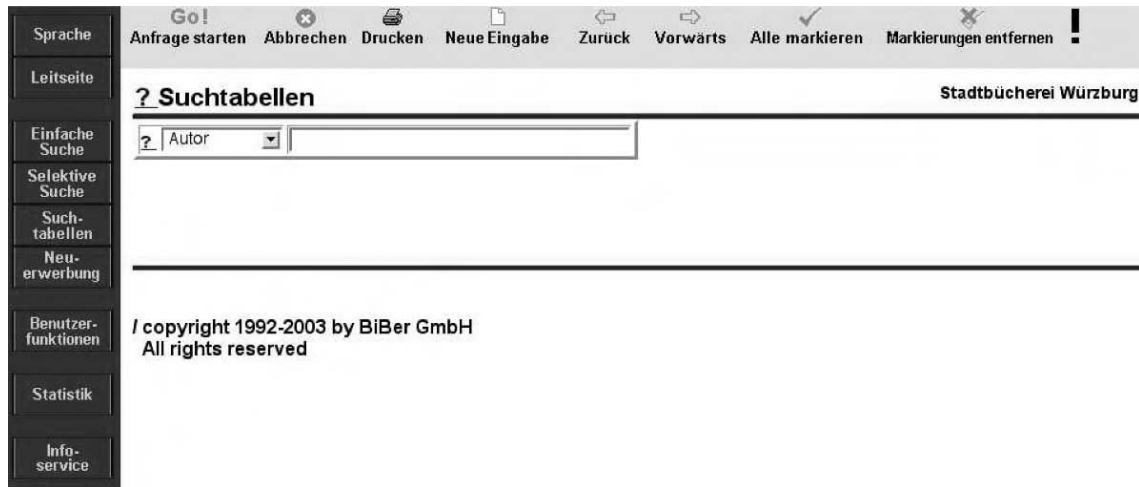 Go!
Anfrage starten Abbrechen Drucken Neue Eingabe Zurück Vorwärts Alle markieren Markierungen entfernen !
Sprache
Leitseite
Einfache
Suche
Selektive
Suche
Such-
tabellen
Neu-
erwerbung
Benutzer-
funktionen
Statistik
Info-
service
? Suchtabellen
Stadtbücherei Würzburg
? Autor
/ copyright 1992-2003 by BiBer GmbH
All rights reserved